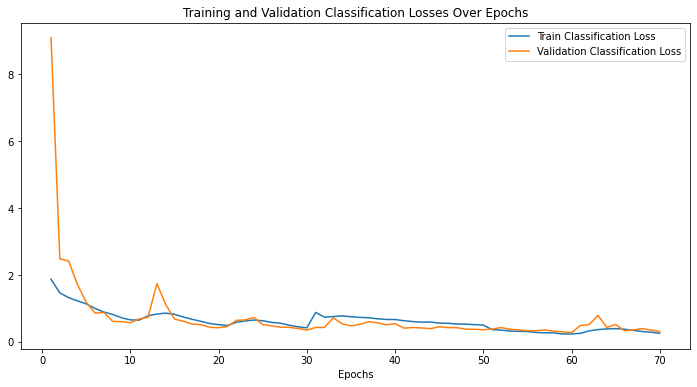 Training and Validation Classification Losses Over Epochs
Train Classification Loss
Validation Classification Loss
8
6
4
2
0
0 10 20 30 40 50 60 70
Epochs